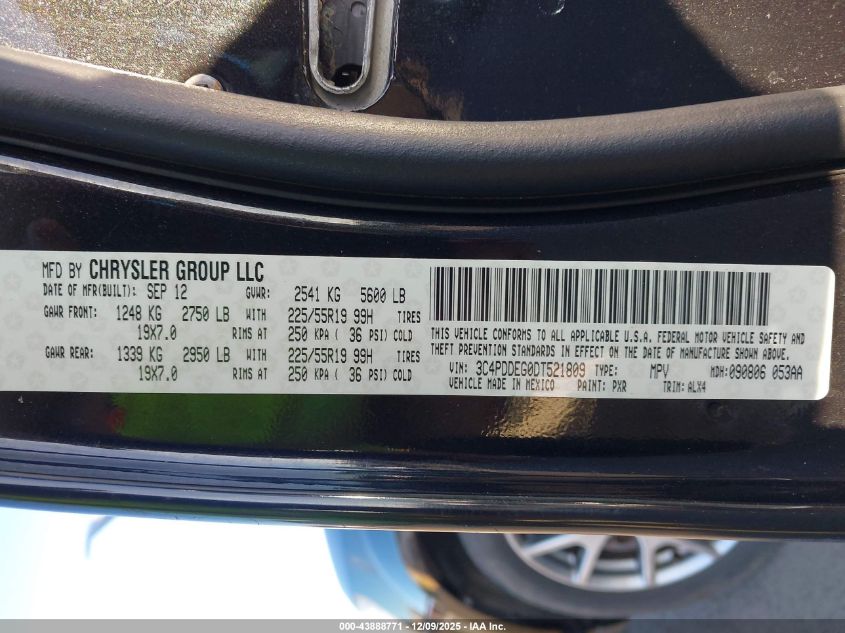 MFD BY CHRYSLER GROUP LLC
DATE OF MFR(BUILT): SEP 12 GVWR: 2541 KG 5600 LB
GAWR FRONT: 1248 KG 2750 LB WITH 225/55R19 99H TIRES
19X7.0 RIMS AT 250 KPA ( 36 PSI) COLD
GAWR REAR: 1339 KG 2950 LB WITH 225/55R19 99H TIRES
19X7.0 RIMS AT 250 KPA ( 36 PSI) COLD
THIS VEHICLE CONFORMS TO ALL APPLICABLE U.S.A. FEDERAL MOTOR VEHICLE SAFETY AND
THEFT PREVENTION STANDARDS IN EFFECT ON THE DATE OF MANUFACTURE SHOWN ABOVE.
VIN: 3C4PDDEG0DT521809 TYPE: MPV MDH: 090806 053AA
VEHICLE MADE IN MEXICO PAINT: PXR TRIM: ALX4
000-43888771 - 12/09/2025 - IAA Inc.